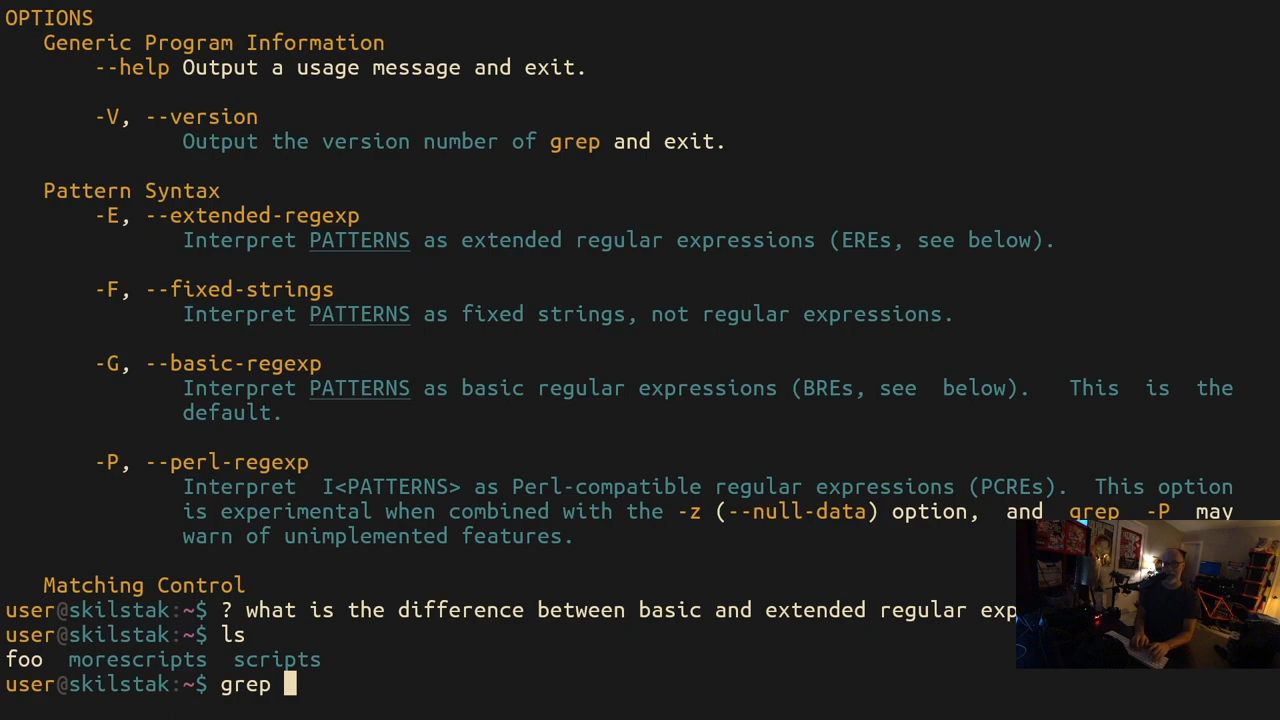 OPTIONS
Generic Program Information
--help Output a usage message and exit.
-V, --version
Output the version number of grep and exit.
Pattern Syntax
-E, --extended-regexp
Interpret PATTERNS as extended regular expressions (EREs, see below).
-F, --fixed-strings
Interpret PATTERNS as fixed strings, not regular expressions.
-G, --basic-regexp
Interpret PATTERNS as basic regular expressions (BREs, see below). This is the
default.
-P, --perl-regexp
Interpret I<PATTERNS> as Perl-compatible regular expressions (PCREs). This option
is experimental when combined with the -z (--null-data) option, and grep -P may
warn of unimplemented features.
Matching Control
user@skilstak:~$ ? what is the difference between basic and extended regular exp
user@skilstak:~$ ls
foo morescripts scripts
user@skilstak:~$ grep